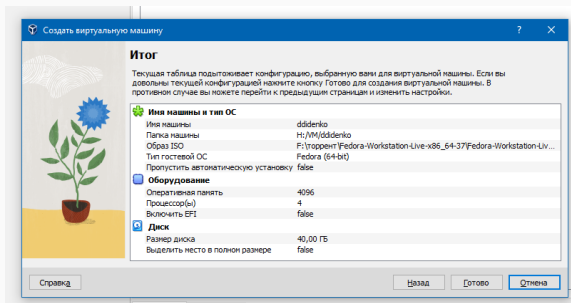 Создать виртуальную машину
Итог
Текущая таблица подытоживает конфигурацию, выбранную вами для виртуальной машины. Если вы
довольны текущей конфигурацией нажмите кнопку Готово для создания виртуальной машины. В
противном случае вы можете перейти к предыдущим страницам и изменить настройки.
Имя машины и тип ОС
Имя машины ddidenko
Папка машины H:/VM/ddidenko
Образ ISO F:\торрент\Fedora-Workstation-Live-x86_64-37\Fedora-Workstation-Liv...
Тип гостевой ОС Fedora (64-bit)
Пропустить автоматическую установку false
Оборудование
Оперативная память 4096
Процессор(ы) 4
Включить EFI false
Диск
Размер диска 40,00 ГБ
Выделить место в полном размере false
Справка Назад Готово Отмена